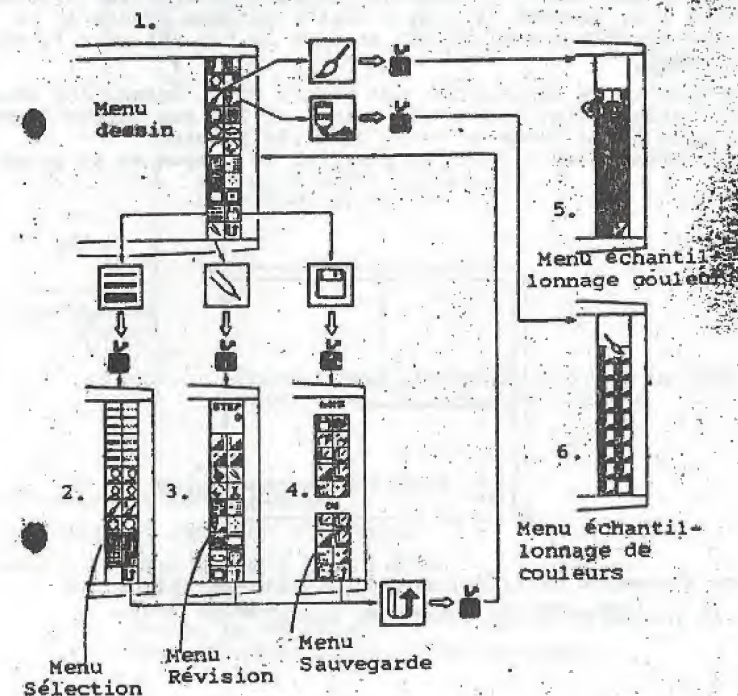 1.
Menu
dessin
5.
Menu échantil-
lonnage couleur
STEP
2.
3.
4.
6.
Menu échantil-
lonnage de
couleurs
Menu
Sélection
Menu
Révision
Menu
Sauvegarde